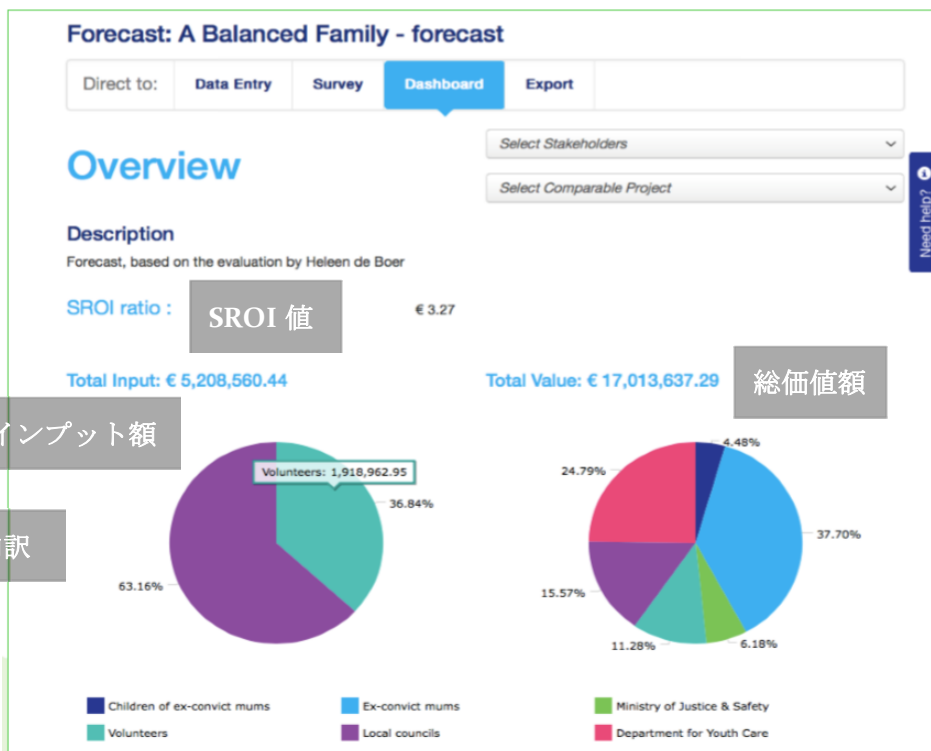 Forecast: A Balanced Family - forecast
Direct to: Data Entry Survey Dashboard Export
Select Stakeholders
Overview
Select Comparable Project
Need help?
Description
Forecast, based on the evaluation by Heleen de Boer
SROI ratio : SROI 値 € 3.27
Total Input: € 5,208,560.44
Total Value: € 17,013,637.29 総価値額
インプット額
Volunteers: 1,918,962.95
36.84%
63.16%
訳
4.48%
24.79%
37.70%
15.57%
11.28%
6.18%
Children of ex-convict mums Ex-convict mums Ministry of Justice & Safety
Volunteers Local councils Department for Youth Care